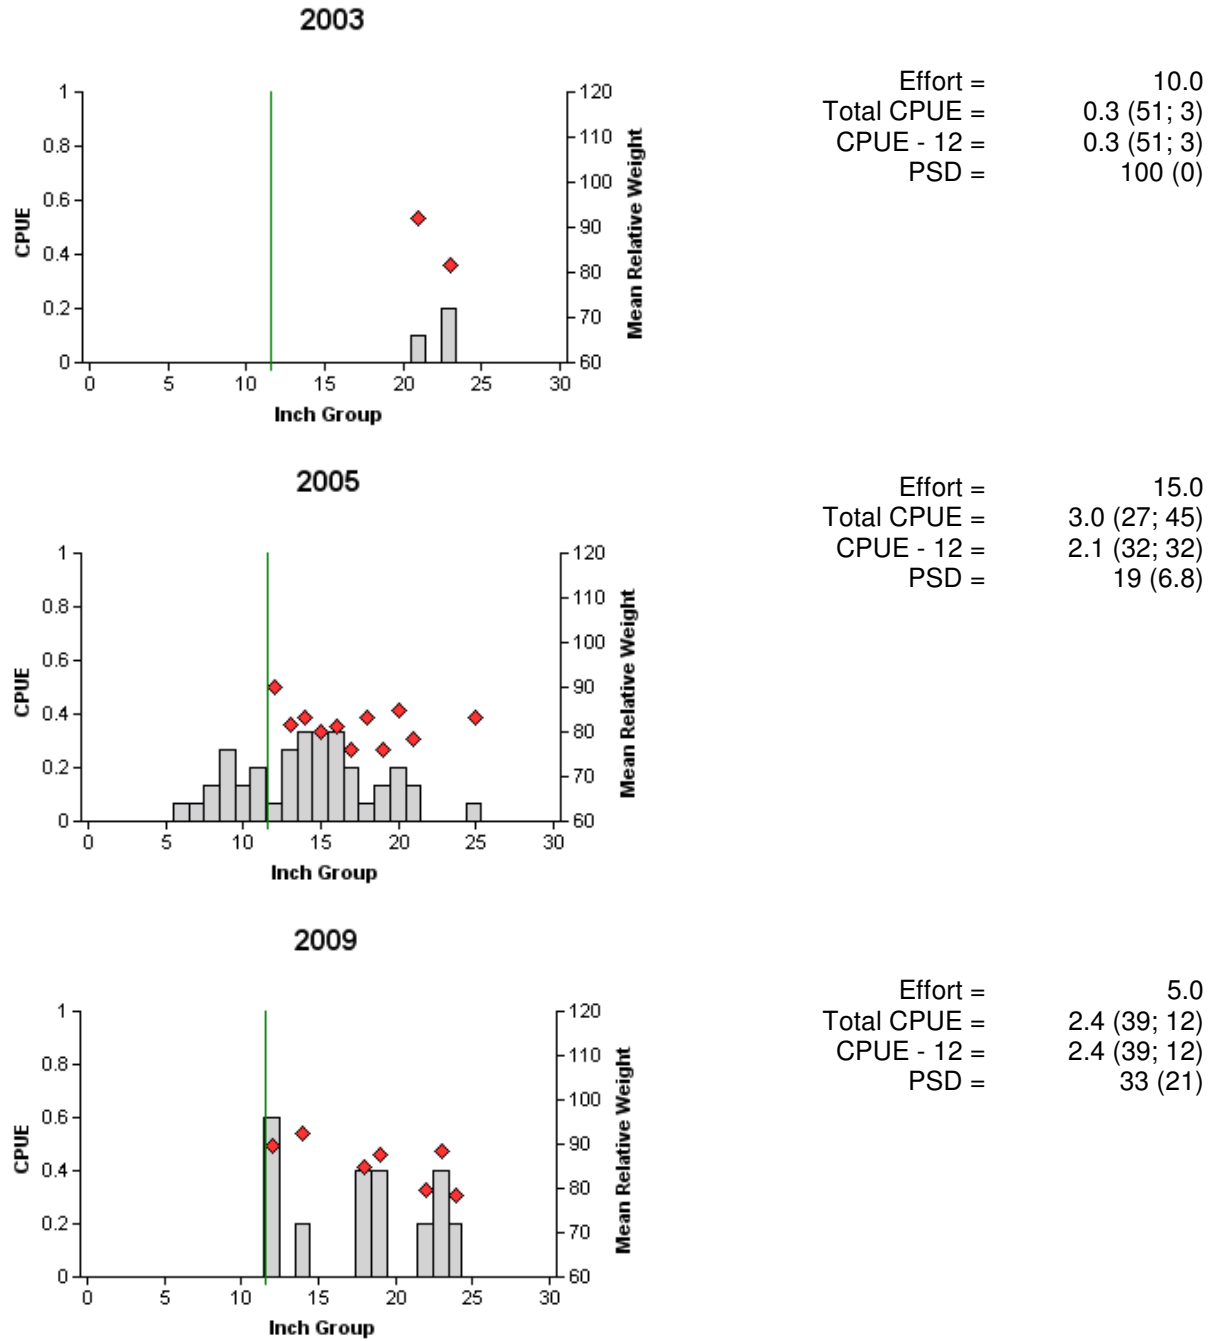 2003
Effort = 10.0
Total CPUE = 0.3 (51; 3)
CPUE - 12 = 0.3 (51; 3)
PSD = 100 (0)
1
0.8
0.6
0.4
0.2
0
CPUE
120
110
100
90
80
70
60
Mean Relative Weight
0 5 10 15 20 25 30
Inch Group
2005
Effort = 15.0
Total CPUE = 3.0 (27; 45)
CPUE - 12 = 2.1 (32; 32)
PSD = 19 (6.8)
1
0.8
0.6
0.4
0.2
0
CPUE
120
110
100
90
80
70
60
Mean Relative Weight
0 5 10 15 20 25 30
Inch Group
2009
Effort = 5.0
Total CPUE = 2.4 (39; 12)
CPUE - 12 = 2.4 (39; 12)
PSD = 33 (21)
1
0.8
0.6
0.4
0.2
0
CPUE
120
110
100
90
80
70
60
Mean Relative Weight
0 5 10 15 20 25 30
Inch Group